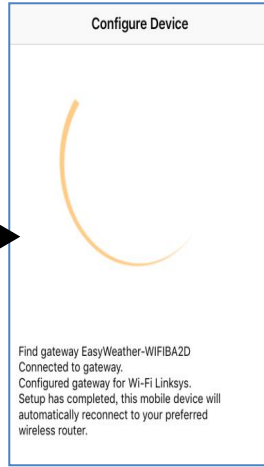 Configure Device
Find gateway EasyWeather-WIFIBA2D
Connected to gateway.
Configured gateway for Wi-Fi Linksys.
Setup has completed, this mobile device will
automatically reconnect to your preferred
wireless router.